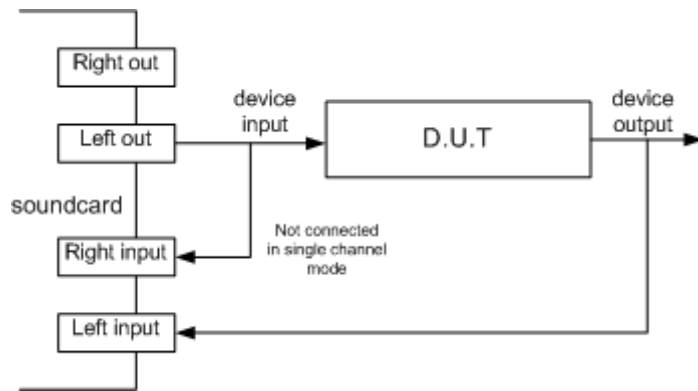 Right out
Left out
device
input
D.U.T
device
output
soundcard
Right input
Not connected
in single channel
mode
Left input